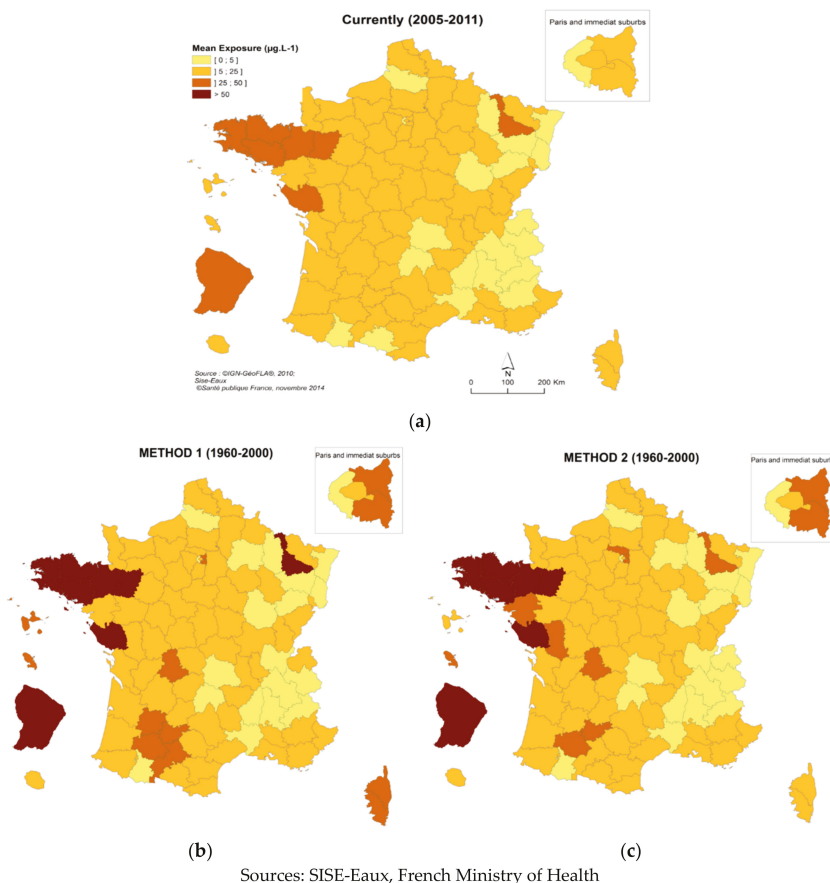 Currently (2005-2011)
Paris and immediat suburbs
Mean Exposure (µg.L-1)
] 0 ; 5 ]
] 5 ; 25 ]
] 25 ; 50 ]
> 50
Source : ©IGN-GéoFLA®, 2010;
Sise-Eaux
©Santé publique France, novembre 2014
N
0 100 200 Km
(a)
METHOD 1 (1960-2000)
Paris and immediat suburbs
METHOD 2 (1960-2000)
Paris and immediat suburbs
(b)
(c)
Sources: SISE-Eaux, French Ministry of Health